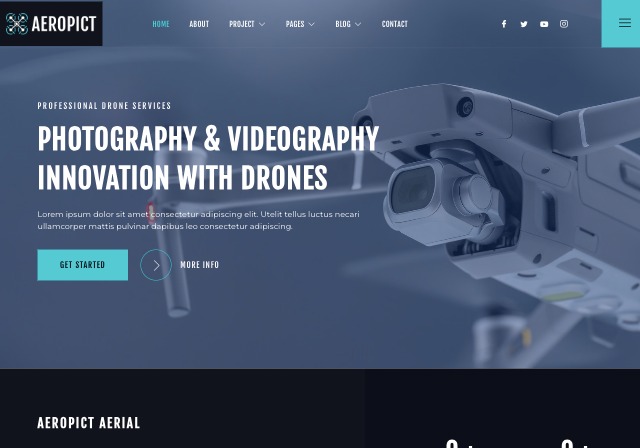 AEROPICT
HOME ABOUT PROJECT PAGES BLOG CONTACT
PROFESSIONAL DRONE SERVICES
PHOTOGRAPHY & VIDEOGRAPHY
INNOVATION WITH DRONES
Lorem ipsum dolor sit amet consectetur adipiscing elit. Utelit tellus luctus necari
ullamcorper mattis pulvinar dapibus leo consectetur adipiscing.
GET STARTED MORE INFO
AEROPICT AERIAL